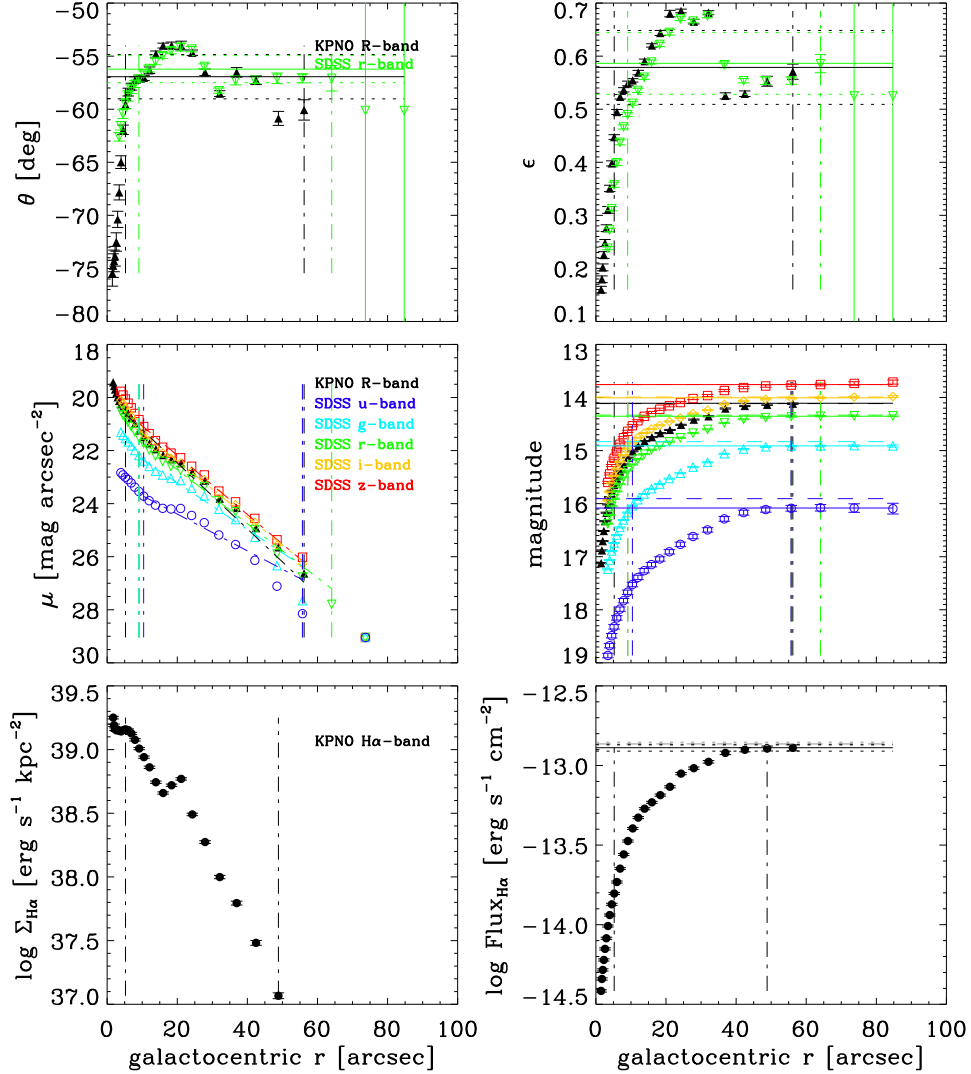 −50
−55
−60
−65
−70
−75
−80
θ [deg]
KPNO R-band
SDSS r-band
0.7
0.6
0.5
0.4
0.3
0.2
0.1
ϵ
18
20
22
24
26
28
30
μ [mag arcsec⁻²]
KPNO R-band
SDSS u-band
SDSS g-band
SDSS r-band
SDSS i-band
SDSS z-band
13
14
15
16
17
18
19
magnitude
39.5
39.0
38.5
38.0
37.5
37.0
log Σ_Hα [erg s⁻¹ kpc⁻²]
KPNO Hα-band
0 20 40 60 80 100
galactocentric r [arcsec]
−12.5
−13.0
−13.5
−14.0
−14.5
log Flux_Hα [erg s⁻¹ cm⁻²]
0 20 40 60 80 100
galactocentric r [arcsec]